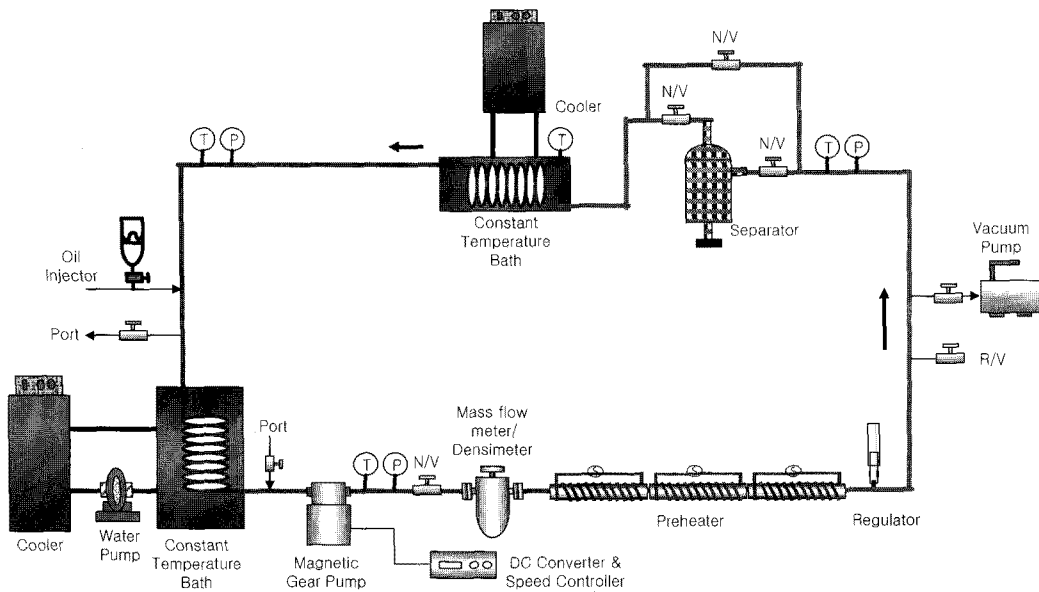 N/V
Cooler
N/V
T
P
T
N/V
T
P
Constant
Temperature
Bath
Separator
Vacuum
Pump
Oil
Injector
Port
R/V
Mass flow
meter/
Densimeter
Port
T
P
N/V
S
S
S
Preheater
Regulator
Cooler
Water
Pump
Constant
Temperature
Bath
Magnetic
Gear Pump
DC Converter &
Speed Controller